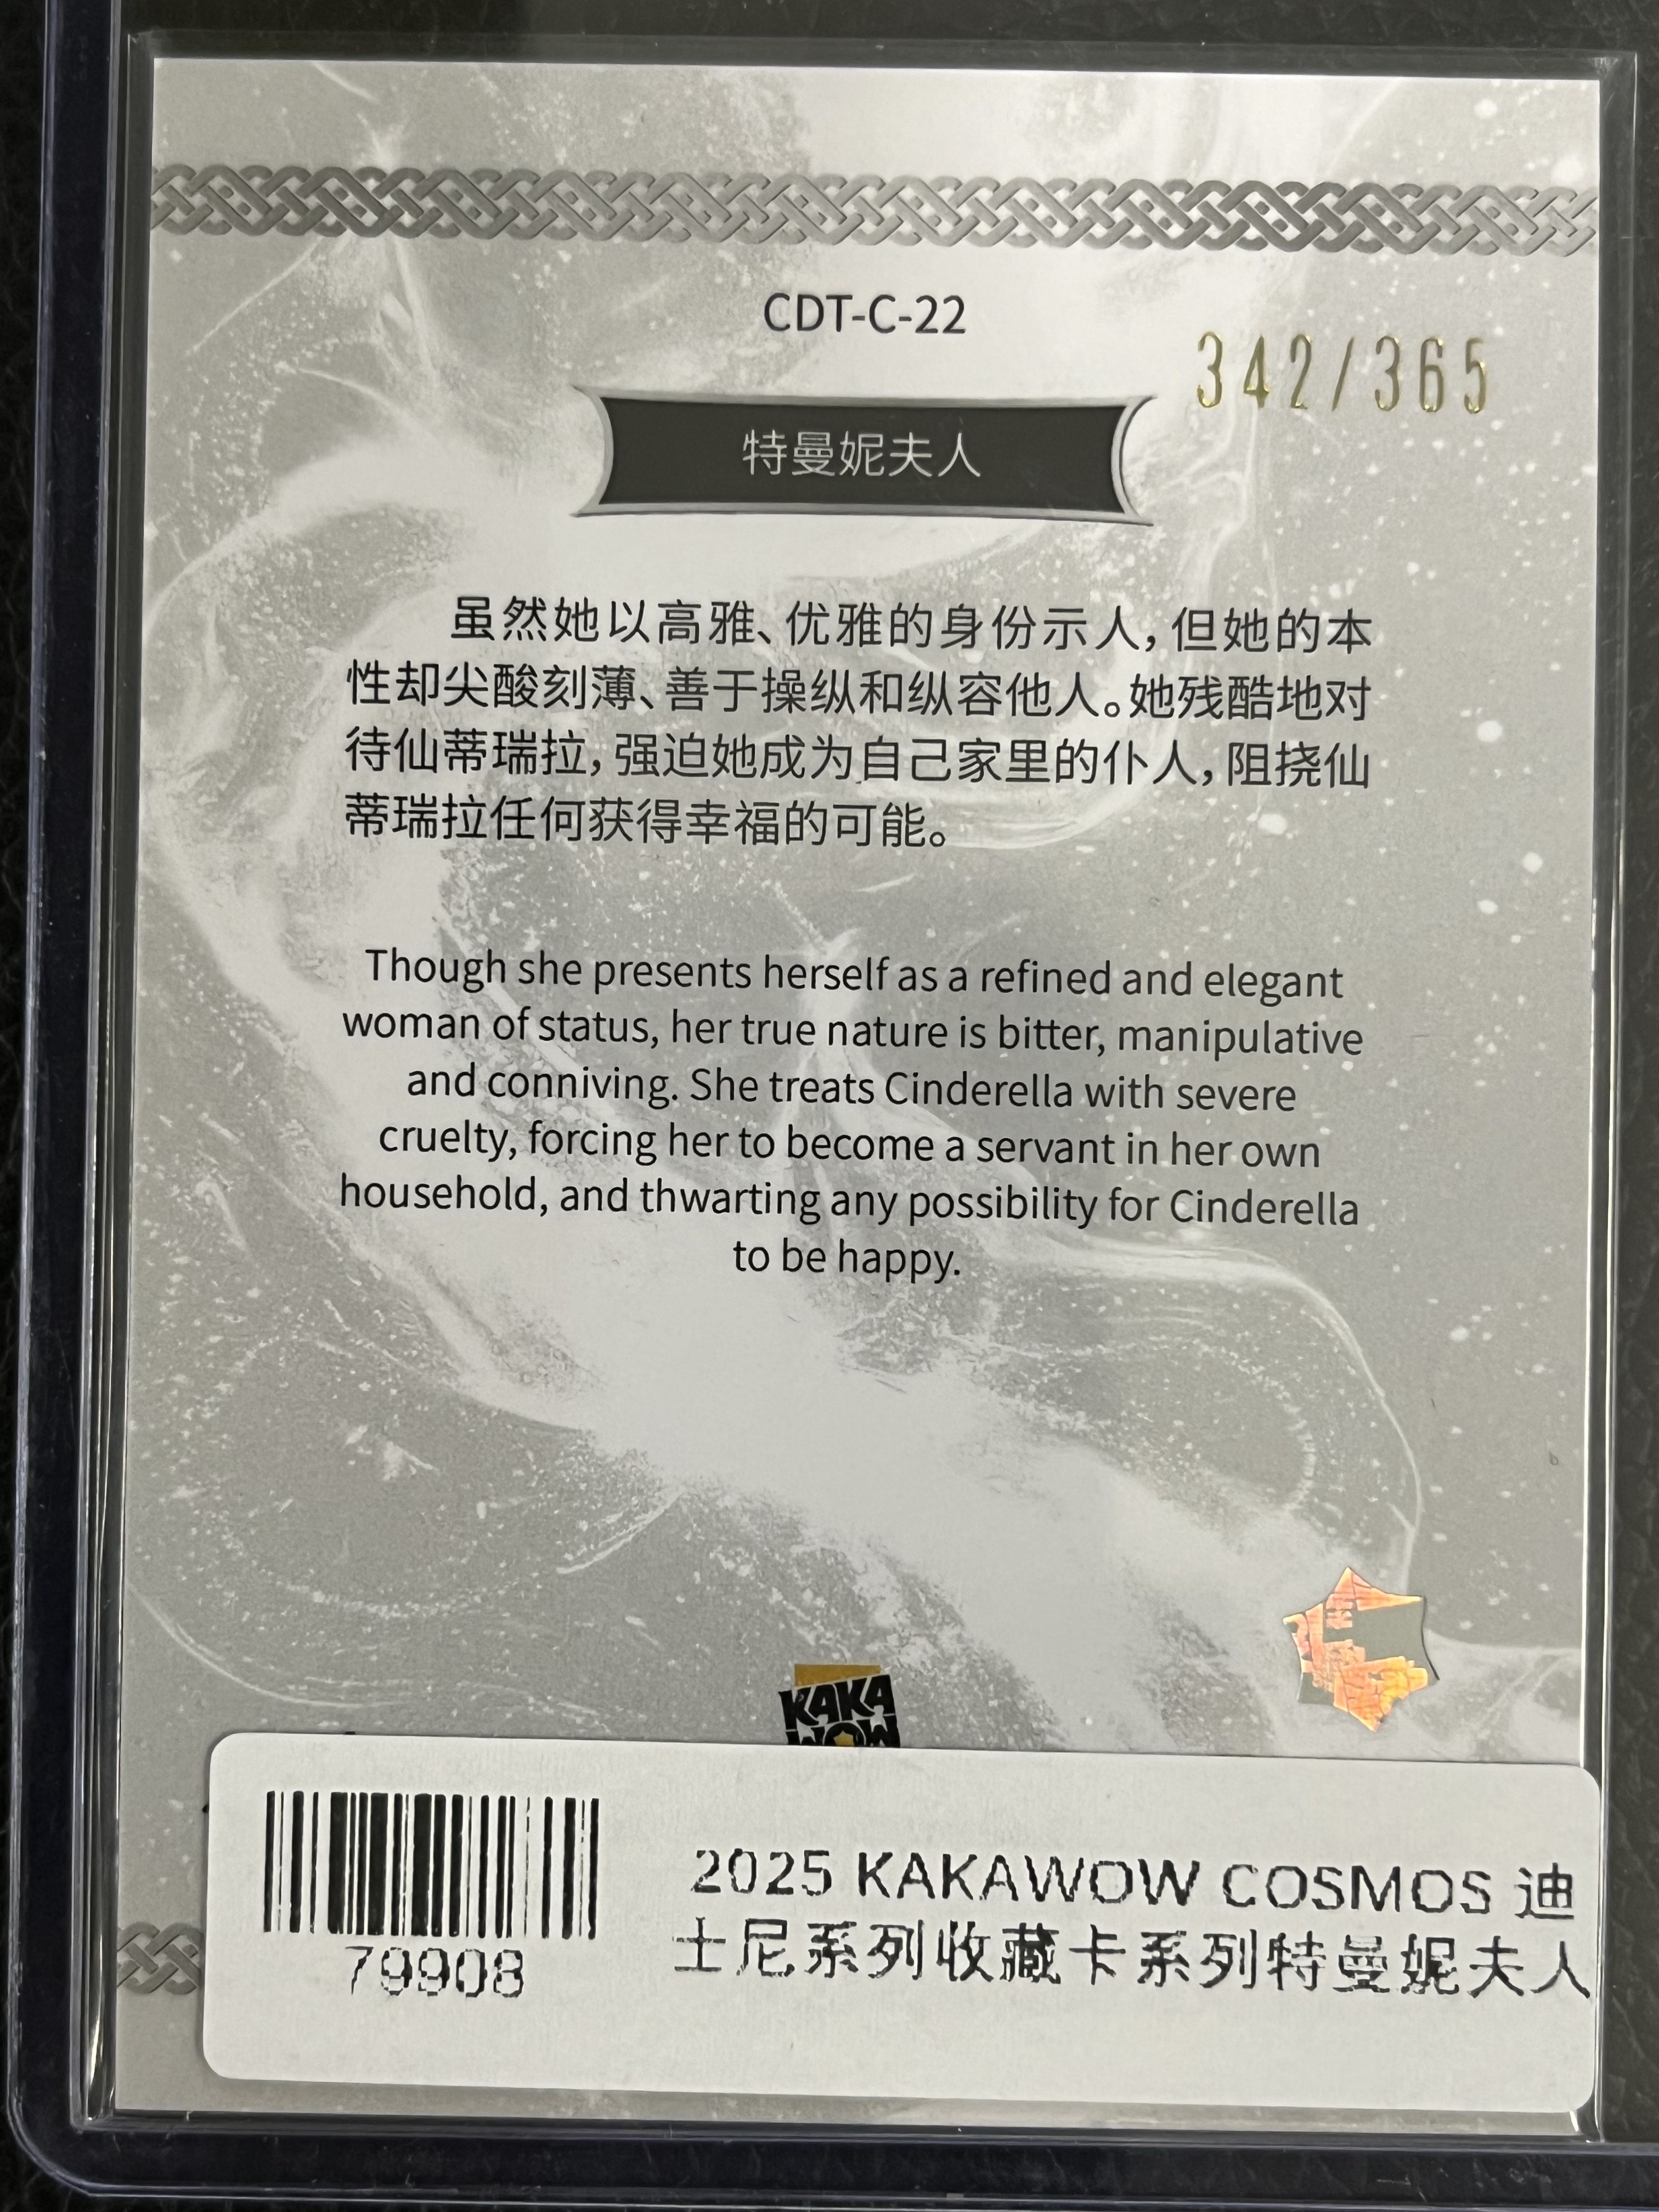 CDT-C-22
342/365
特曼妮夫人
虽然她以高雅、优雅的身份示人，但她的本
性却尖酸刻薄、善于操纵和纵容他人。她残酷地对
待仙蒂瑞拉，强迫她成为自己家里的仆人，阻挠仙
蒂瑞拉任何获得幸福的可能。
Though she presents herself as a refined and elegant
woman of status, her true nature is bitter, manipulative
and conniving. She treats Cinderella with severe
cruelty, forcing her to become a servant in her own
household, and thwarting any possibility for Cinderella
to be happy.
KAKA
WOW
2025 KAKAWOW COSMOS 迪
士尼系列收藏卡系列特曼妮夫人
79908